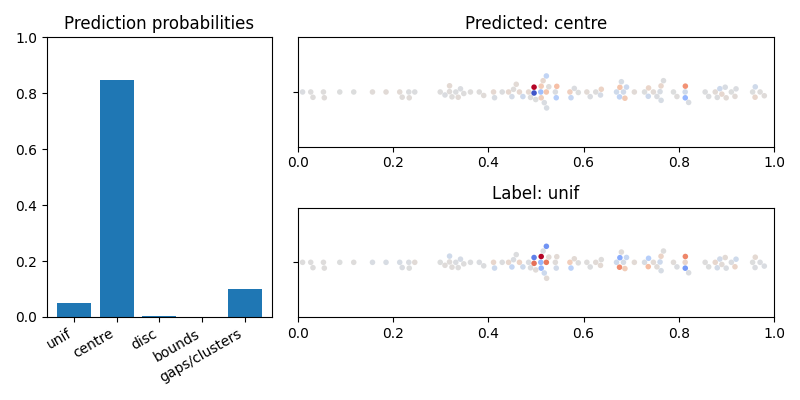 Prediction probabilities
1.0
0.8
0.6
0.4
0.2
0.0
unif
centre
disc
bounds
gaps/clusters
Predicted: centre
0.0 0.2 0.4 0.6 0.8 1.0
Label: unif
0.0 0.2 0.4 0.6 0.8 1.0